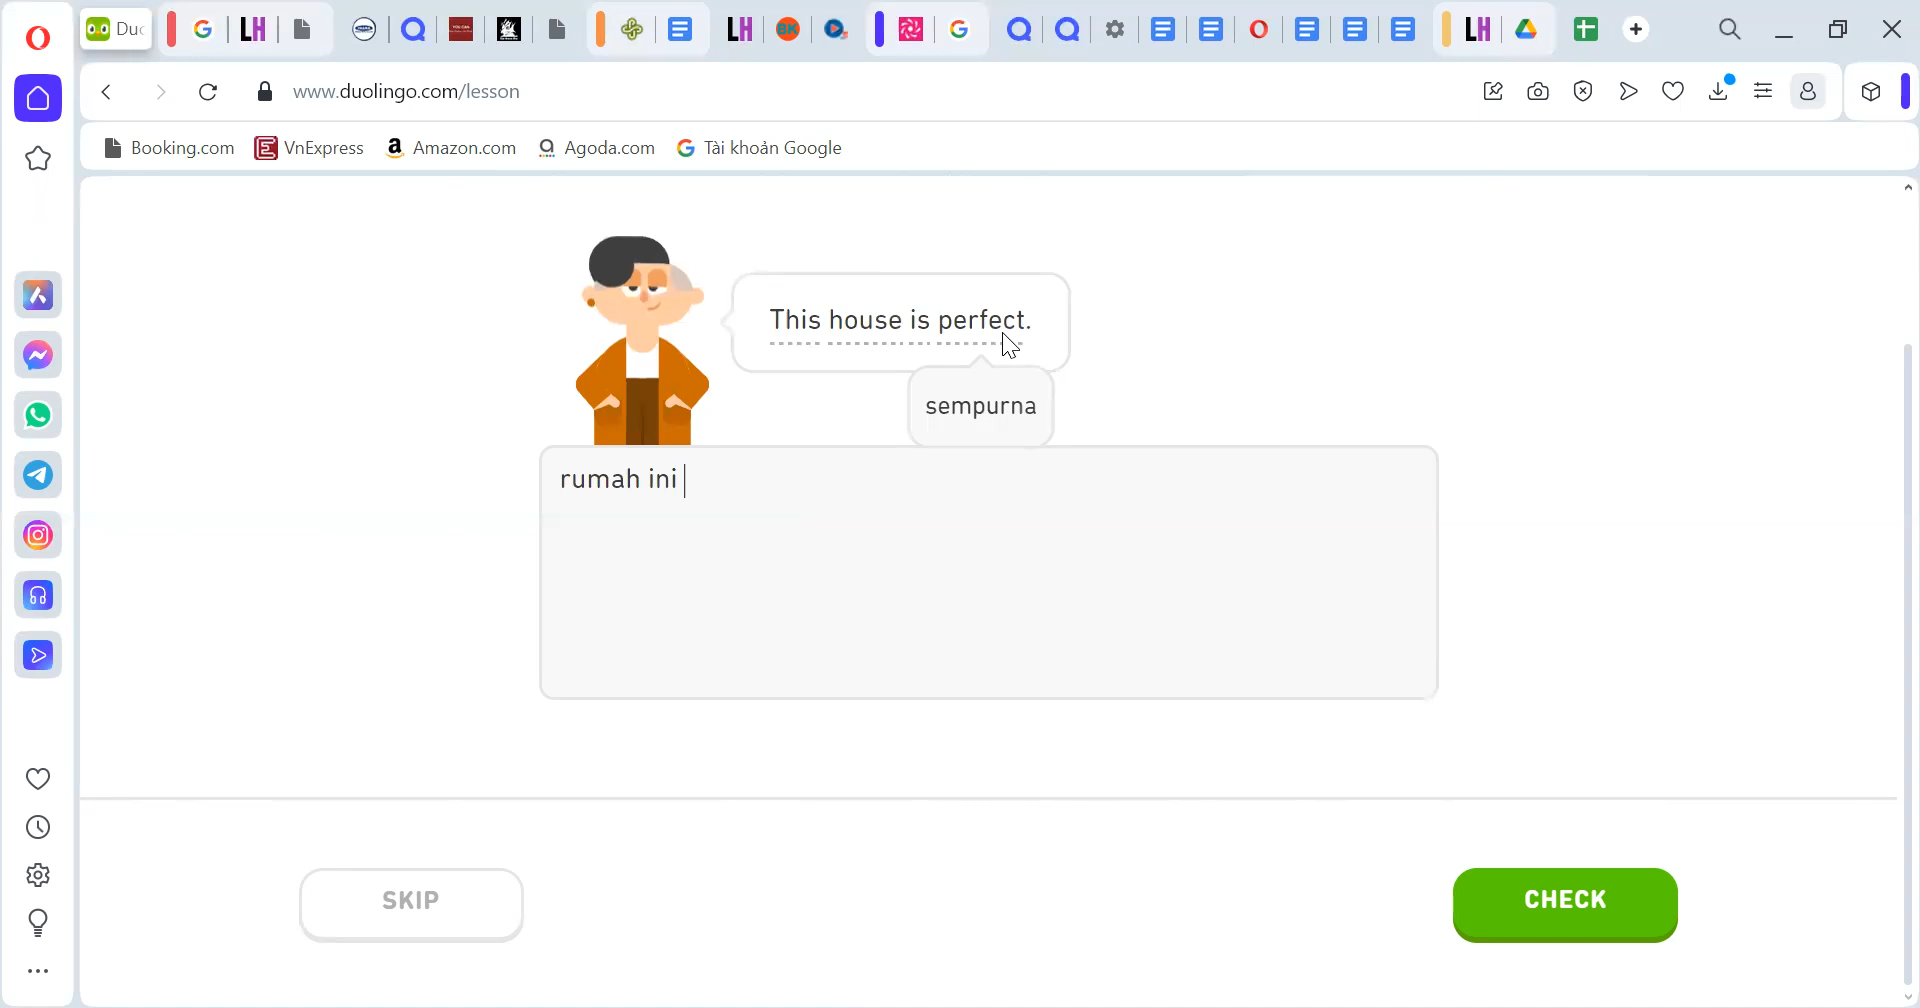 Duo
www.duolingo.com/lesson
Booking.com VnExpress Amazon.com Agoda.com Tài khoản Google
This house is perfect.
sempurna
rumah ini
SKIP
CHECK